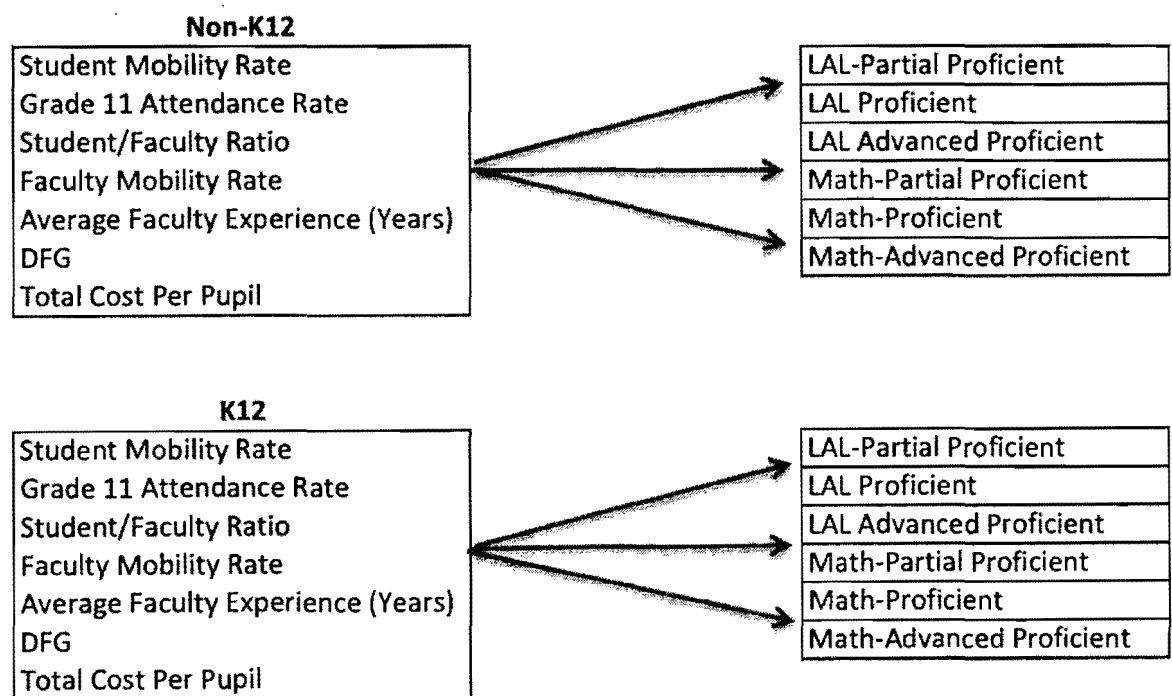 Non-K12
Student Mobility Rate
Grade 11 Attendance Rate
Student/Faculty Ratio
Faculty Mobility Rate
Average Faculty Experience (Years)
DFG
Total Cost Per Pupil
LAL-Partial Proficient
LAL Proficient
LAL Advanced Proficient
Math-Partial Proficient
Math-Proficient
Math-Advanced Proficient
K12
Student Mobility Rate
Grade 11 Attendance Rate
Student/Faculty Ratio
Faculty Mobility Rate
Average Faculty Experience (Years)
DFG
Total Cost Per Pupil
LAL-Partial Proficient
LAL Proficient
LAL Advanced Proficient
Math-Partial Proficient
Math-Proficient
Math-Advanced Proficient